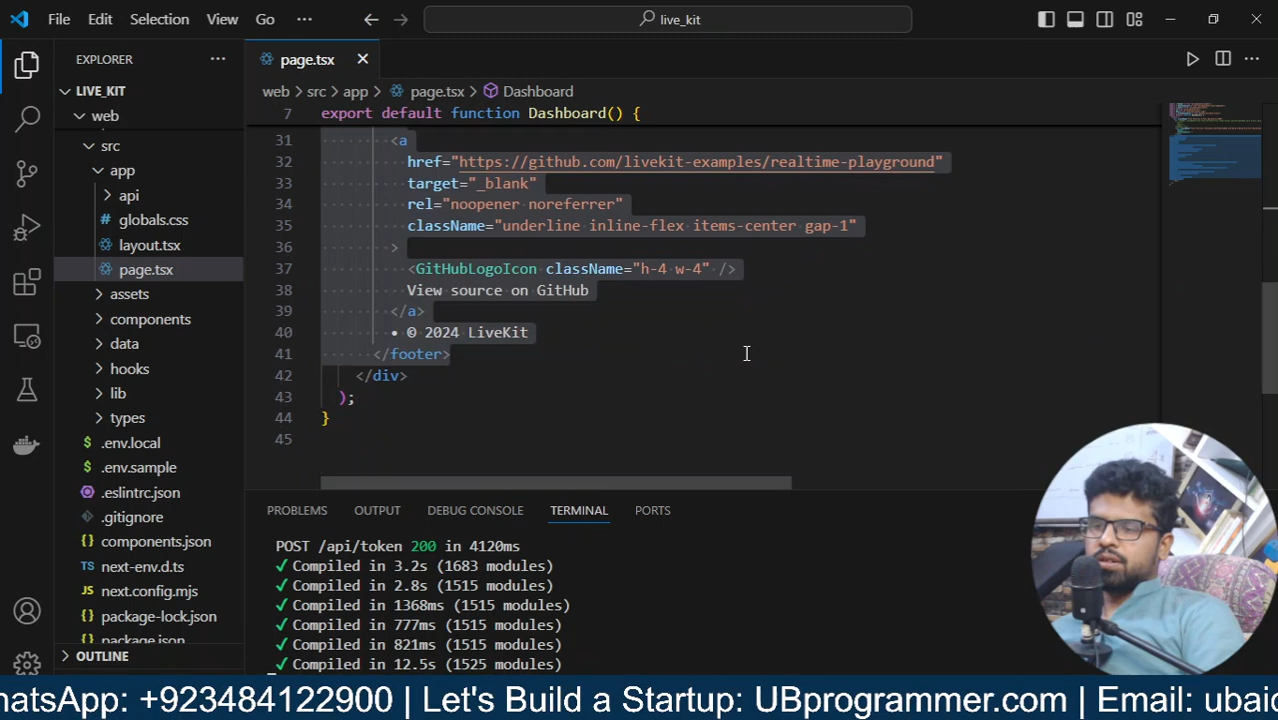 File Edit Selection View Go ··· live_kit
EXPLORER ··· page.tsx
LIVE_KIT
web > src > app > page.tsx > Dashboard
web
7 export default function Dashboard() {
src
app
api
globals.css
layout.tsx
page.tsx
assets
components
data
hooks
lib
types
.env.local
.env.sample
.eslintrc.json
.gitignore
components.json
next-env.d.ts
next.config.mjs
package-lock.json
package.json
OUTLINE
31 <a
32 href="https://github.com/livekit-examples/realtime-playground"
33 target="_blank"
34 rel="noopener noreferrer"
35 className="underline inline-flex items-center gap-1"
36 >
37 <GitHubLogoIcon className="h-4 w-4" />
38 View source on GitHub
39 </a>
40 • © 2024 LiveKit
41 </footer>
42 </div>
43 );
44 }
45
PROBLEMS OUTPUT DEBUG CONSOLE TERMINAL PORTS
POST /api/token 200 in 4120ms
✓ Compiled in 3.2s (1683 modules)
✓ Compiled in 2.8s (1515 modules)
✓ Compiled in 1368ms (1515 modules)
✓ Compiled in 777ms (1515 modules)
✓ Compiled in 821ms (1515 modules)
✓ Compiled in 12.5s (1525 modules)
hatsApp: +923484122900 | Let's Build a Startup: UBprogrammer.com | Email: ubaid